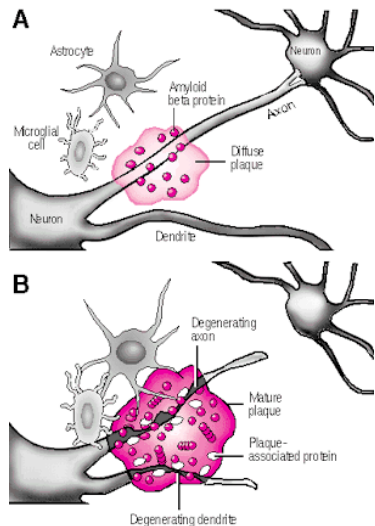 A
Astrocyte
Neuron
Amyloid
beta protein
Axon
Microglial
cell
Diffuse
plaque
Neuron
Dendrite
B
Degenerating
axon
Mature
plaque
Plaque-
associated protein
Degenerating dendrite